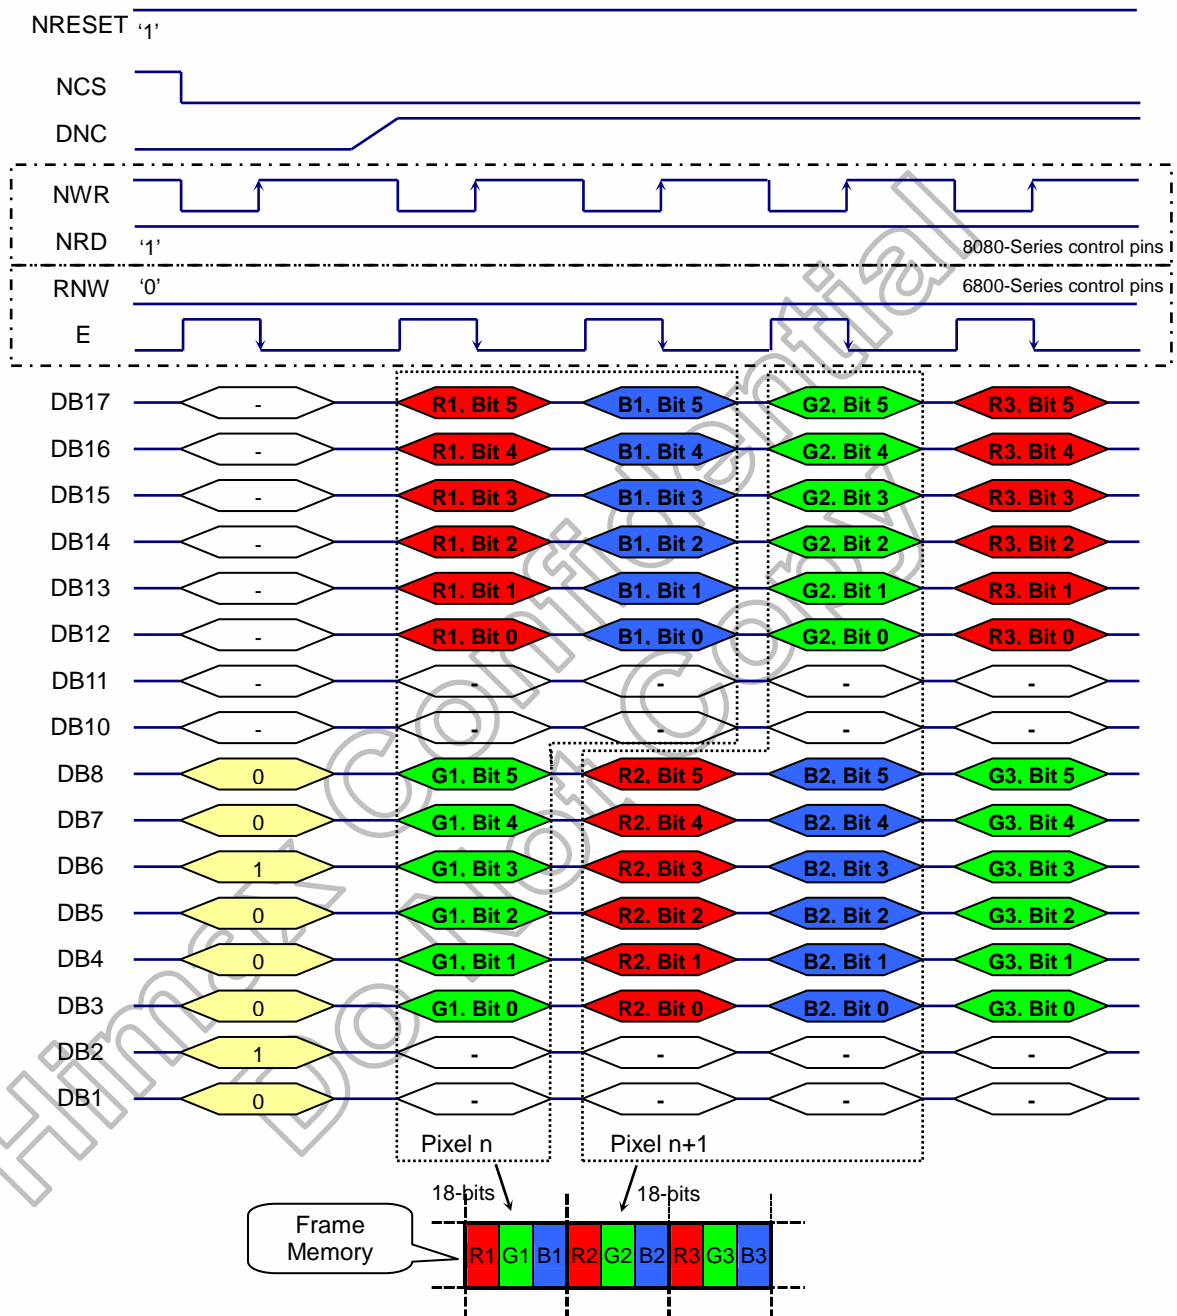 NRESET '1'
NCS
DNC
NWR
NRD '1' 8080-Series control pins
RNW '0' 6800-Series control pins
E
DB17 - R1, Bit 5 B1, Bit 5 G2, Bit 5 R3, Bit 5
DB16 - R1, Bit 4 B1, Bit 4 G2, Bit 4 R3, Bit 4
DB15 - R1, Bit 3 B1, Bit 3 G2, Bit 3 R3, Bit 3
DB14 - R1, Bit 2 B1, Bit 2 G2, Bit 2 R3, Bit 2
DB13 - R1, Bit 1 B1, Bit 1 G2, Bit 1 R3, Bit 1
DB12 - R1, Bit 0 B1, Bit 0 G2, Bit 0 R3, Bit 0
DB11 - - - - -
DB10 - - - - -
DB8 0 G1, Bit 5 R2, Bit 5 B2, Bit 5 G3, Bit 5
DB7 0 G1, Bit 4 R2, Bit 4 B2, Bit 4 G3, Bit 4
DB6 1 G1, Bit 3 R2, Bit 3 B2, Bit 3 G3, Bit 3
DB5 0 G1, Bit 2 R2, Bit 2 B2, Bit 2 G3, Bit 2
DB4 0 G1, Bit 1 R2, Bit 1 B2, Bit 1 G3, Bit 1
DB3 0 G1, Bit 0 R2, Bit 0 B2, Bit 0 G3, Bit 0
DB2 1 - - - -
DB1 0 - - - -
Pixel n Pixel n+1
18-bits 18-bits
Frame
Memory
R1 G1 B1 R2 G2 B2 R3 G3 B3
Himax Confidential
Do Not Copy